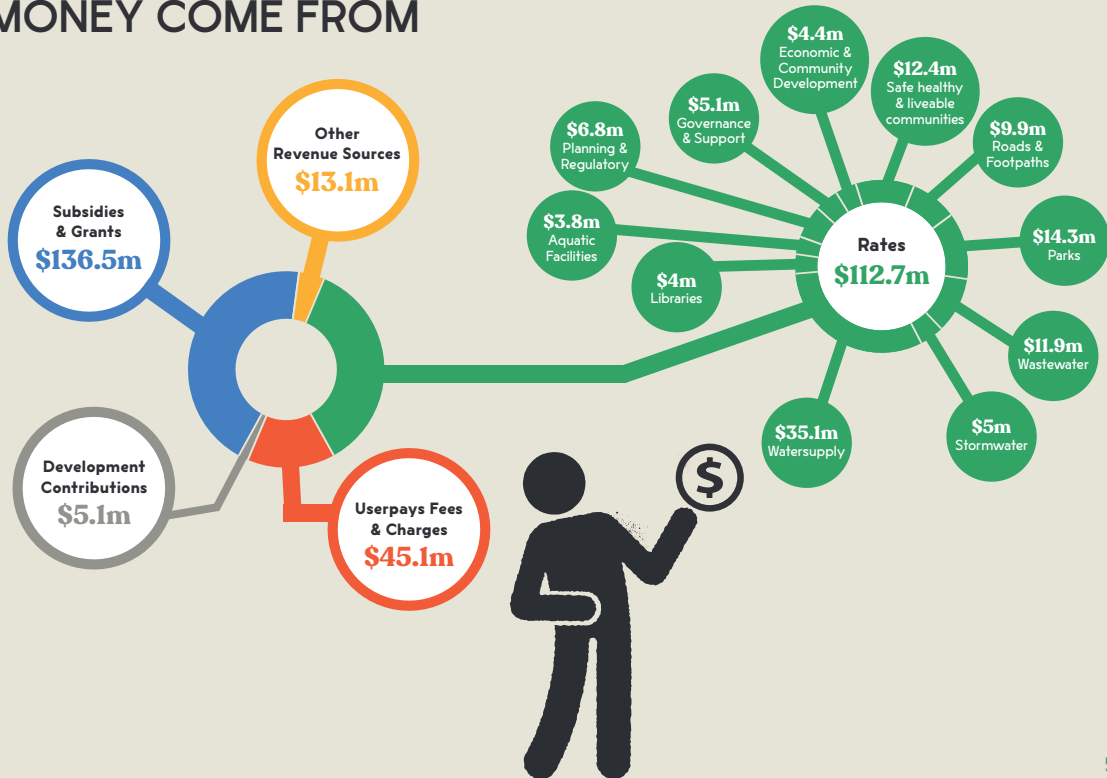 MONEY COME FROM
Other
Revenue Sources
$13.1m
Subsidies
& Grants
$136.5m
Development
Contributions
$5.1m
Userpays Fees
& Charges
$45.1m
Rates
$112.7m
$4.4m
Economic &
Community
Development
$12.4m
Safe healthy
& liveable
communities
$5.1m
Governance
& Support
$9.9m
Roads &
Footpaths
$6.8m
Planning &
Regulatory
$14.3m
Parks
$3.8m
Aquatic
Facilities
$4m
Libraries
$11.9m
Wastewater
$35.1m
Watersupply
$5m
Stormwater
$